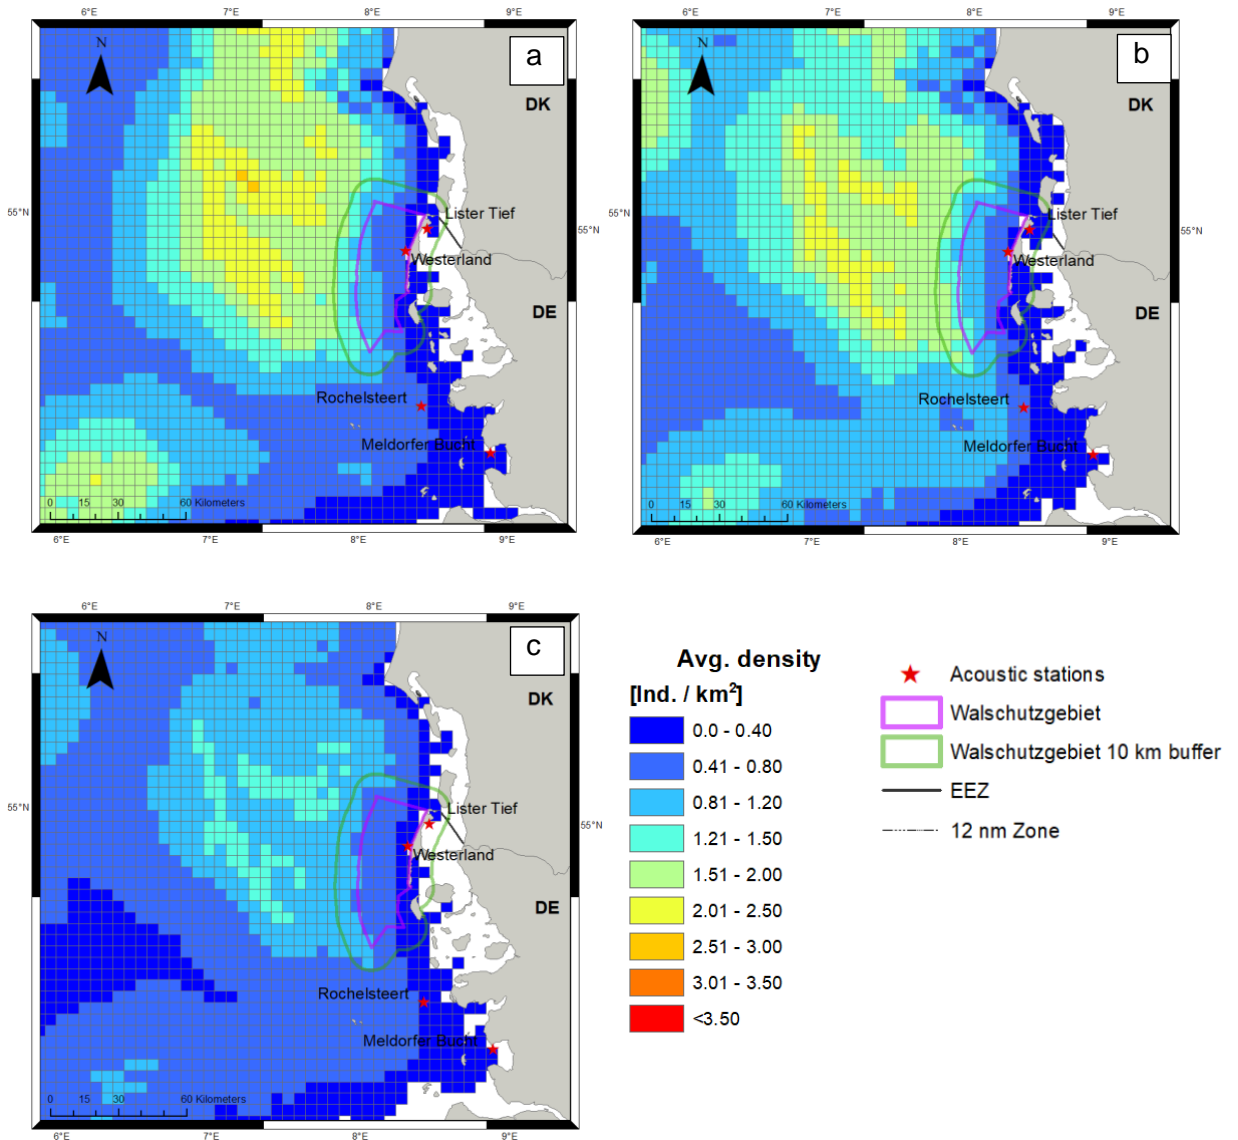 6°E 7°E 8°E 9°E
N
a
DK
55°N
Lister Tief
55°N
Westerland
DE
Rochelsteert
Meldorfer Bucht
0 15 30 60 Kilometers
6°E 7°E 8°E 9°E
6°E 7°E 8°E 9°E
N
b
DK
55°N
Lister Tief
55°N
Westerland
DE
Rochelsteert
Meldorfer Bucht
0 15 30 60 Kilometers
6°E 7°E 8°E 9°E
6°E 7°E 8°E 9°E
N
c
DK
55°N
Lister Tief
55°N
Westerland
DE
Rochelsteert
Meldorfer Bucht
0 15 30 60 Kilometers
6°E 7°E 8°E 9°E
Avg. density
[Ind. / km²]
0.0 - 0.40
0.41 - 0.80
0.81 - 1.20
1.21 - 1.50
1.51 - 2.00
2.01 - 2.50
2.51 - 3.00
3.01 - 3.50
<3.50
Acoustic stations
Walschutzgebiet
Walschutzgebiet 10 km buffer
EEZ
12 nm Zone